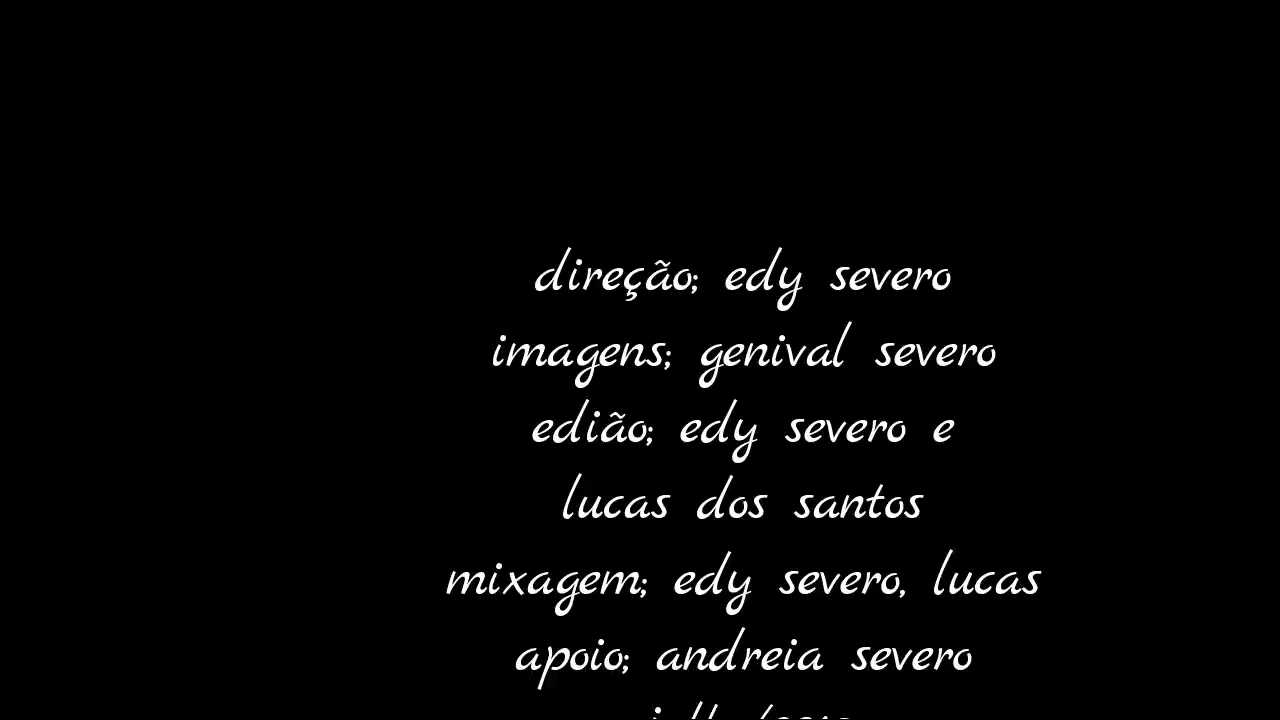 direção; edy severo
imagens; genival severo
edião; edy severo e
lucas dos santos
mixagem; edy severo, lucas
apoio; andreia severo